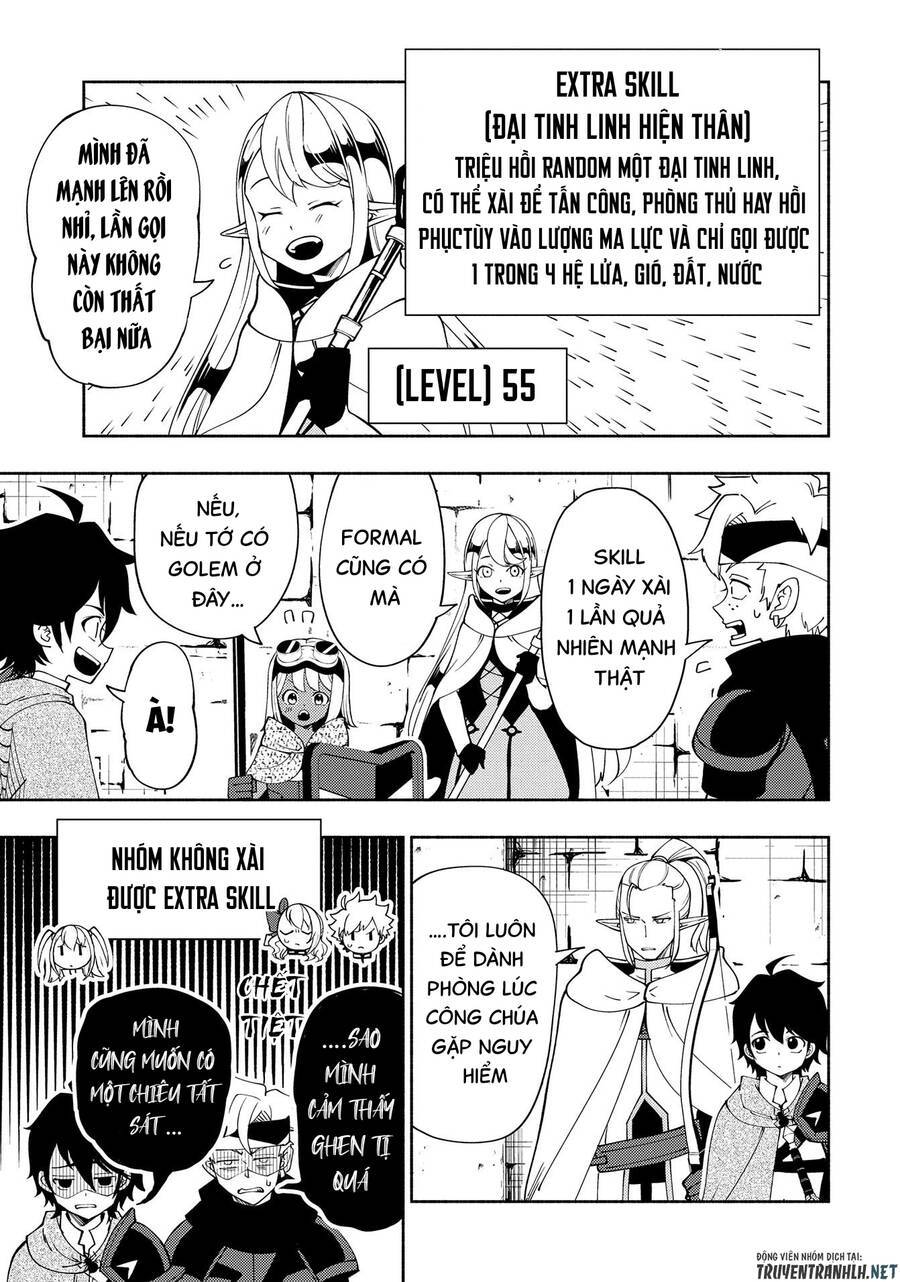 EXTRA SKILL
(ĐẠI TINH LINH HIỆN THÂN)
TRIỆU HỒI RANDOM MỘT ĐẠI TINH LINH,
CÓ THỂ XÀI ĐỂ TẤN CÔNG, PHÒNG THỦ HAY HỒI
PHỤCTÙY VÀO LƯỢNG MA LỰC VÀ CHỈ GỌI ĐƯỢC
1 TRONG 4 HỆ LỬA, GIÓ, ĐẤT, NƯỚC
(LEVEL) 55
MÌNH ĐÃ
MẠNH LÊN RỒI
NHỈ, LẦN GỌI
NÀY KHÔNG
CÒN THẤT
BẠI NỮA
SKILL
1 NGÀY XÀI
1 LẦN QUẢ
NHIÊN MẠNH
THẬT
FORMAL
CŨNG CÓ
MÀ
NẾU,
NẾU TỚ CÓ
GOLEM Ở
ĐÂY...
À!
....TÔI LUÔN
ĐỂ DÀNH
PHÒNG LÚC
CÔNG CHÚA
GẶP NGUY
HIỂM
NHÓM KHÔNG XÀI
ĐƯỢC EXTRA SKILL
CHẾT
TIỆT
....SAO
MÌNH
CẢM THẤY
GHEN TỊ
QUÁ
MÌNH
CŨNG MUỐN CÓ
MỘT CHIÊU TẤT
SÁT ...
ĐỘNG VIÊN NHÓM DỊCH TẠI:
TRUYENTRANHLH.NET